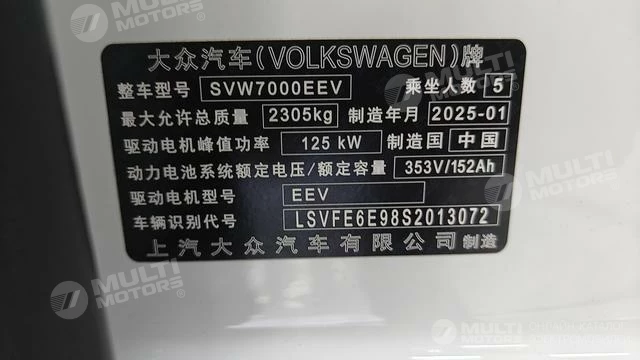 MULTI MOTORS
MULTI MOTORS
大众汽车(VOLKSWAGEN)牌
整车型号 SVW7000EEV 乘坐人数 5
最大允许总质量 2305kg 制造年月 2025-01
驱动电机峰值功率 125 kW 制造国 中国
动力电池系统额定电压/额定容量 353V/152Ah
驱动电机型号 EEV
车辆识别代号 LSVFE6E98S2013072
上汽大众汽车有限公司 制造
MULTI MOTORS
MULTI MOTORS
MULTI